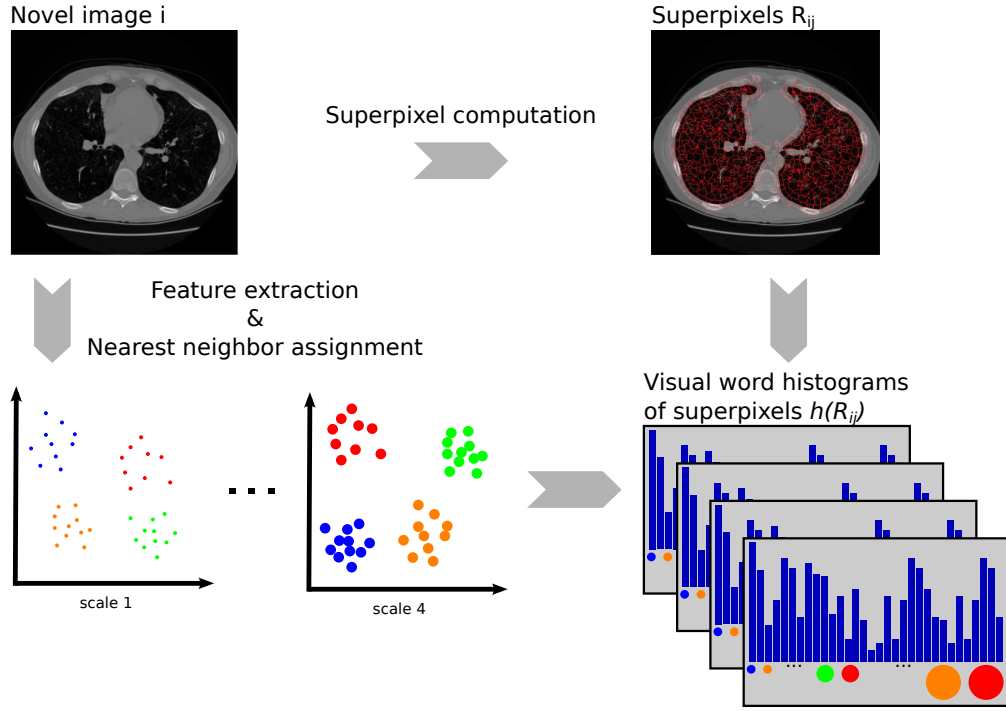 Novel image i
Superpixels R_ij
Superpixel computation
Feature extraction
&
Nearest neighbor assignment
Visual word histograms
of superpixels h(R_ij)
...
scale 1
scale 4
... ...